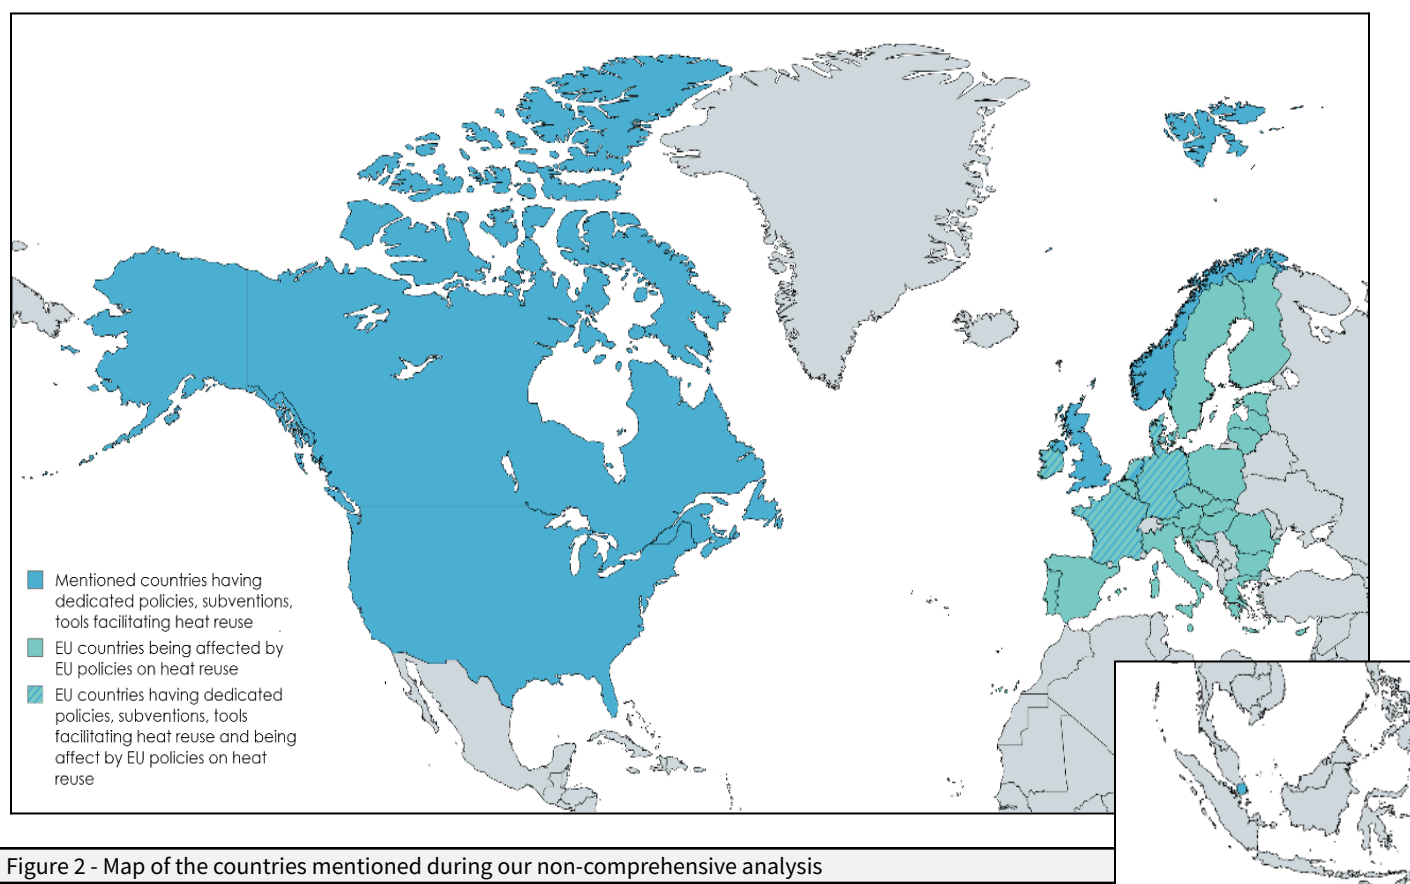 Mentioned countries having
dedicated policies, subventions,
tools facilitating heat reuse
EU countries being affected by
EU policies on heat reuse
EU countries having dedicated
policies, subventions, tools
facilitating heat reuse and being
affect by EU policies on heat
reuse
Figure 2 - Map of the countries mentioned during our non-comprehensive analysis